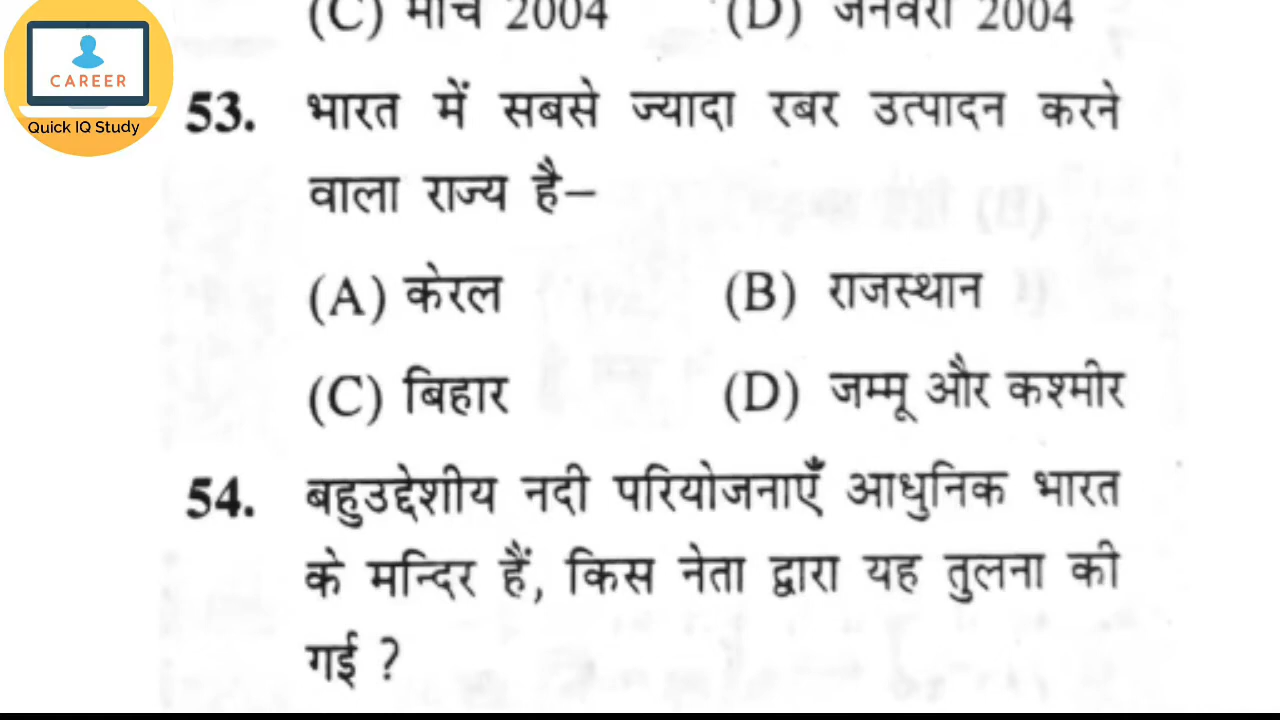 (C) मार्च 2004 (D) जनवरी 2004
CAREER
Quick IQ Study
53. भारत में सबसे ज्यादा रबर उत्पादन करने
वाला राज्य है–
(A) केरल (B) राजस्थान
(C) बिहार (D) जम्मू और कश्मीर
54. बहुउद्देशीय नदी परियोजनाएँ आधुनिक भारत
के मन्दिर हैं, किस नेता द्वारा यह तुलना की
गई ?